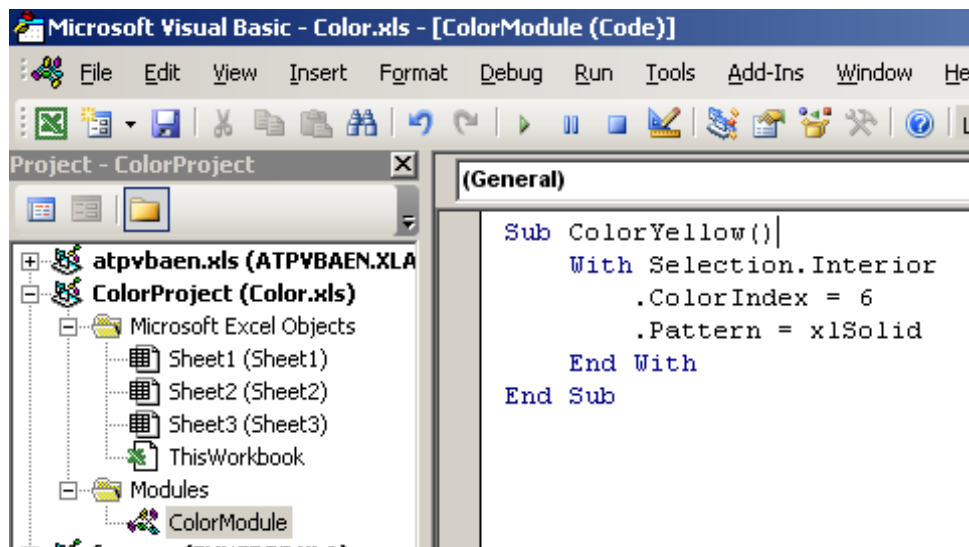 Microsoft Visual Basic - Color.xls - [ColorModule (Code)]
File Edit View Insert Format Debug Run Tools Add-Ins Window He
Project - ColorProject
(General)
atpvbaen.xls (ATPVBAEN.XLA
ColorProject (Color.xls)
Microsoft Excel Objects
Sheet1 (Sheet1)
Sheet2 (Sheet2)
Sheet3 (Sheet3)
ThisWorkbook
Modules
ColorModule
Sub ColorYellow()
With Selection.Interior
.ColorIndex = 6
.Pattern = xlSolid
End With
End Sub